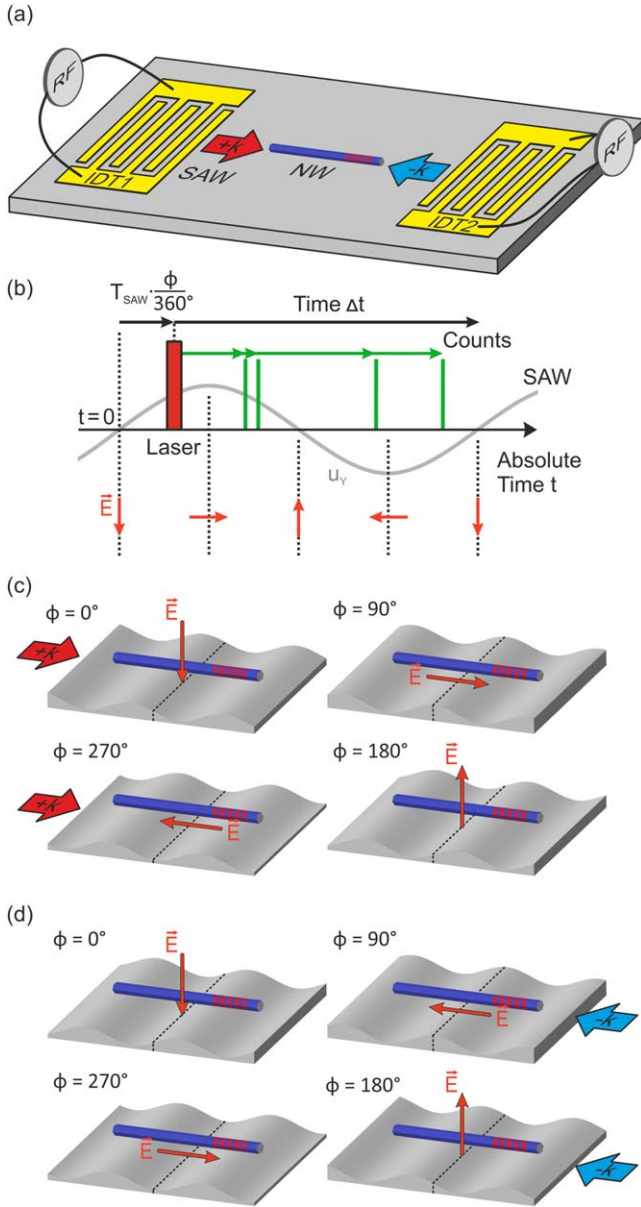 (a)
RF
+k
-k
RF
IDT1
SAW
NW
IDT2
(b)
T_SAW · ϕ/360°
Time Δt
Counts
SAW
t=0
Laser
u_Y
Absolute
Time t
E⃗
(c)
ϕ = 0°
E⃗
ϕ = 90°
+k
E⃗
ϕ = 270°
E⃗
ϕ = 180°
+k
E⃗
(d)
ϕ = 0°
E⃗
ϕ = 90°
E⃗
-k
ϕ = 270°
E⃗
ϕ = 180°
E⃗
-k